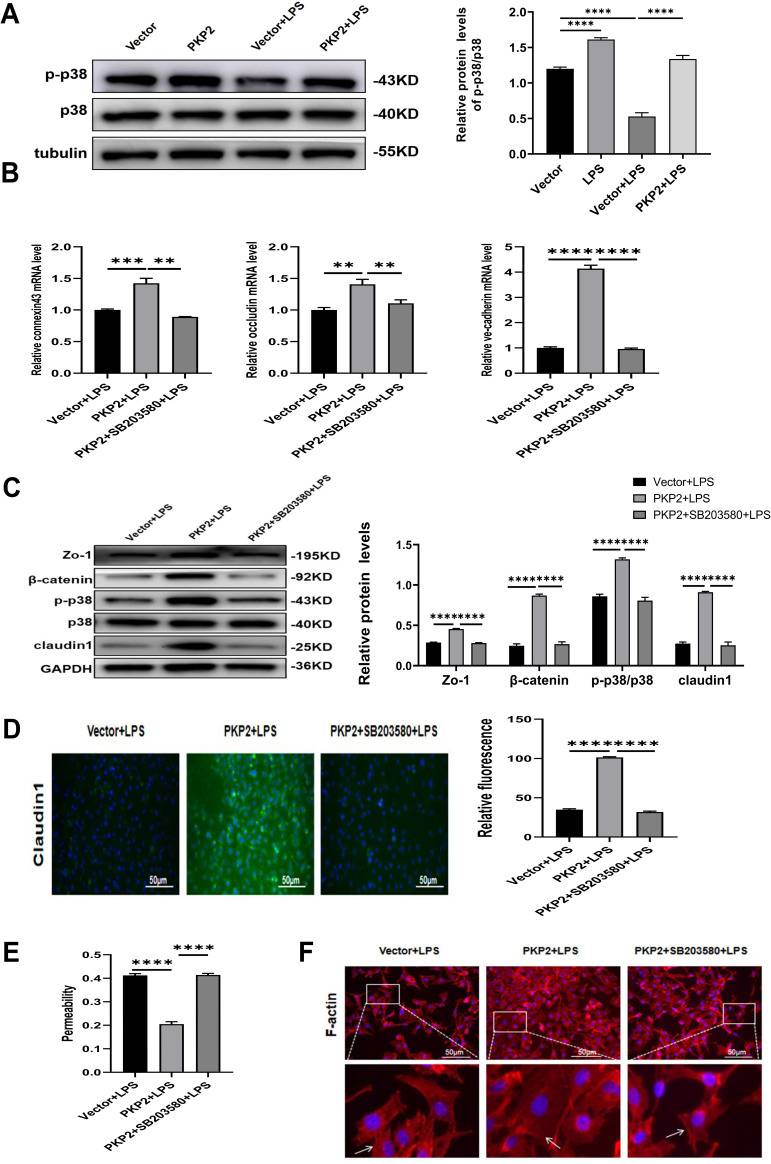 A
Vector
PKP2
Vector+LPS
PKP2+LPS
p-p38
-43KD
p38
-40KD
tubulin
-55KD
Relative protein levels
of p-p38/p38
2.0
1.5
1.0
0.5
0.0
****
****
****
Vector
LPS
Vector+LPS
PKP2+LPS
B
Relative connexin43 mRNA level
2.0
1.5
1.0
0.5
0.0
***
**
Vector+LPS
PKP2+LPS
PKP2+SB203580+LPS
Relative occludin mRNA level
2.0
1.5
1.0
0.5
0.0
**
**
Vector+LPS
PKP2+LPS
PKP2+SB203580+LPS
Relative ve-cadherin mRNA level
5
4
3
2
1
0
****
****
Vector+LPS
PKP2+LPS
PKP2+SB203580+LPS
C
Vector+LPS
PKP2+LPS
PKP2+SB203580+LPS
Zo-1
-195KD
β-catenin
-92KD
p-p38
-43KD
p38
-40KD
claudin1
-25KD
GAPDH
-36KD
Vector+LPS
PKP2+LPS
PKP2+SB203580+LPS
Relative protein levels
1.5
1.0
0.5
0.0
****
****
****
****
****
****
****
****
Zo-1
β-catenin
p-p38/p38
claudin1
D
Vector+LPS
PKP2+LPS
PKP2+SB203580+LPS
Claudin1
50μm
50μm
50μm
Relative fluorescence
150
100
50
0
****
****
Vector+LPS
PKP2+LPS
PKP2+SB203580+LPS
E
Permeability
0.5
0.4
0.3
0.2
0.1
0.0
****
****
Vector+LPS
PKP2+LPS
PKP2+SB203580+LPS
F
Vector+LPS
PKP2+LPS
PKP2+SB203580+LPS
F-actin
50μm
50μm
50μm